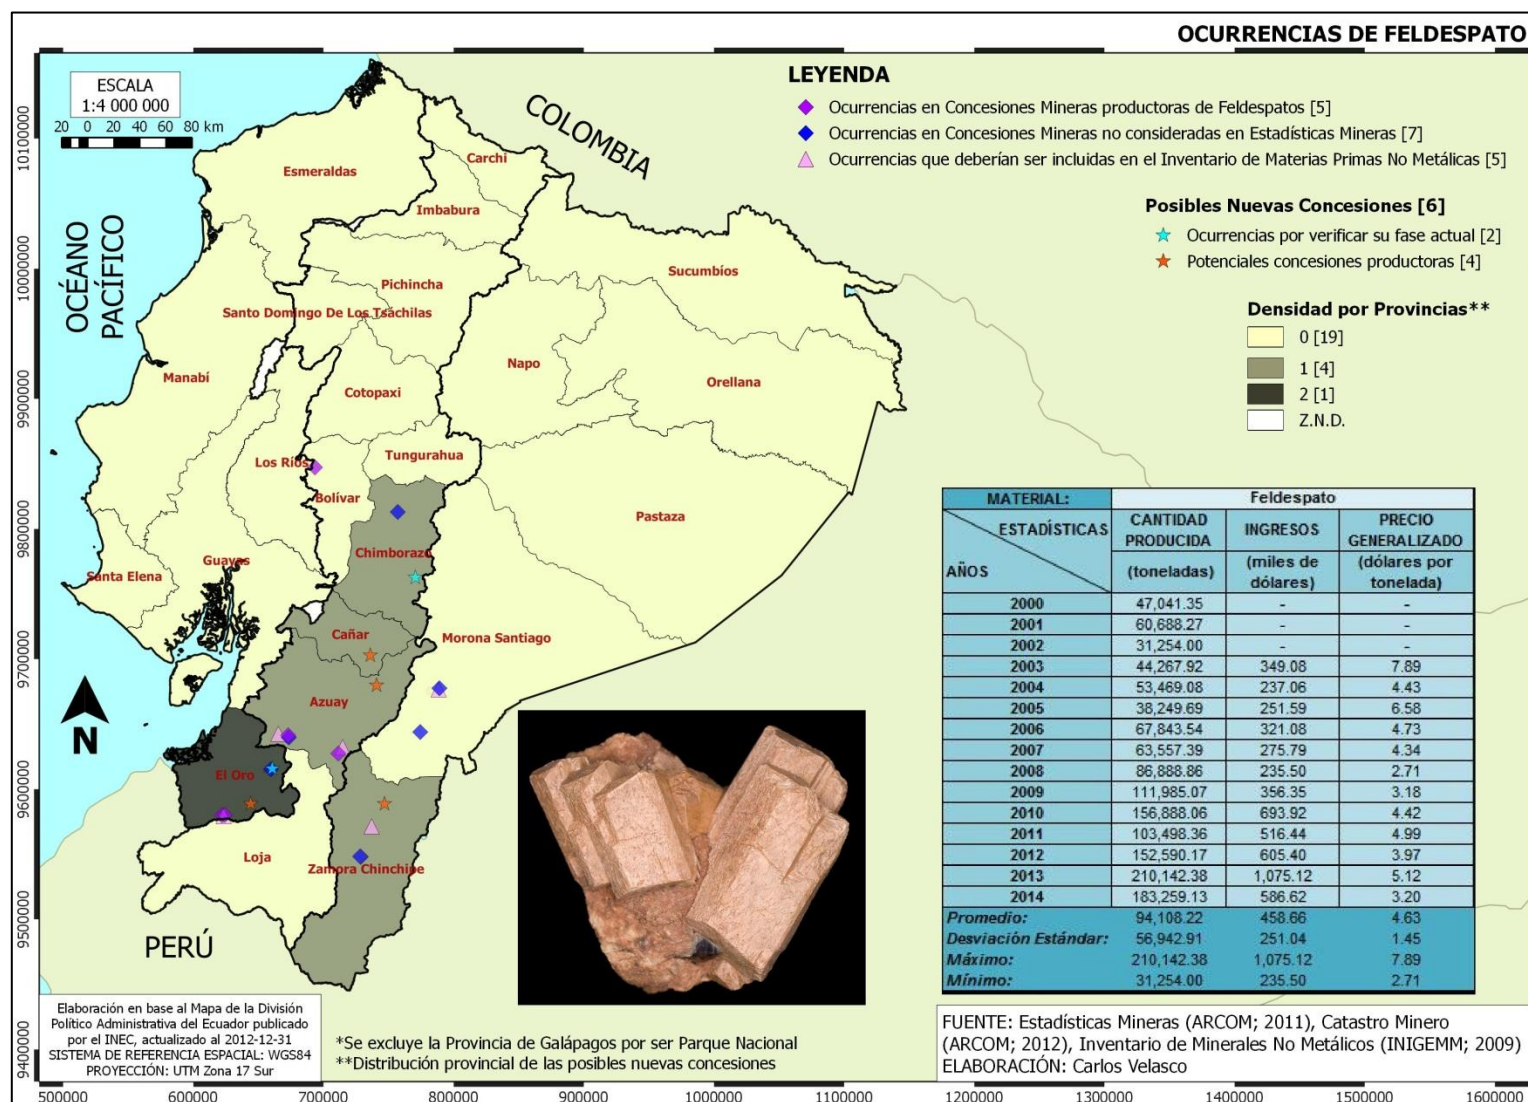 OCURRENCIAS DE FELDESPATO
ESCALA
1:4 000 000
20 0 20 40 60 80 km
LEYENDA
Ocurrencias en Concesiones Mineras productoras de Feldespatos [5]
Ocurrencias en Concesiones Mineras no consideradas en Estadísticas Mineras [7]
Ocurrencias que deberían ser incluidas en el Inventario de Materias Primas No Metálicas [5]
Posibles Nuevas Concesiones [6]
Ocurrencias por verificar su fase actual [2]
Potenciales concesiones productoras [4]
Densidad por Provincias**
0 [19]
1 [4]
2 [1]
Z.N.D.
COLOMBIA
OCÉANO
PACÍFICO
PERÚ
N
Esmeraldas
Carchi
Imbabura
Sucumbíos
Pichincha
Santo Domingo De Los Tsáchilas
Napo
Orellana
Manabí
Cotopaxi
Los Ríos
Tungurahua
Bolívar
Pastaza
Chimborazo
Guayas
Santa Elena
Cañar
Morona Santiago
Azuay
El Oro
Loja
Zamora Chinchipe
MATERIAL: Feldespato
ESTADÍSTICAS CANTIDAD PRODUCIDA INGRESOS PRECIO GENERALIZADO
AÑOS (toneladas) (miles de dólares) (dólares por tonelada)
2000 47,041.35 - -
2001 60,688.27 - -
2002 31,254.00 - -
2003 44,267.92 349.08 7.89
2004 53,469.08 237.06 4.43
2005 38,249.69 251.59 6.58
2006 67,843.54 321.08 4.73
2007 63,557.39 275.79 4.34
2008 86,888.86 235.50 2.71
2009 111,985.07 356.35 3.18
2010 156,888.06 693.92 4.42
2011 103,498.36 516.44 4.99
2012 152,590.17 605.40 3.97
2013 210,142.38 1,075.12 5.12
2014 183,259.13 586.62 3.20
Promedio: 94,108.22 458.66 4.63
Desviación Estándar: 56,942.91 251.04 1.45
Máximo: 210,142.38 1,075.12 7.89
Mínimo: 31,254.00 235.50 2.71
Elaboración en base al Mapa de la División
Político Administrativa del Ecuador publicado
por el INEC, actualizado al 2012-12-31
SISTEMA DE REFERENCIA ESPACIAL: WGS84
PROYECCIÓN: UTM Zona 17 Sur
*Se excluye la Provincia de Galápagos por ser Parque Nacional
**Distribución provincial de las posibles nuevas concesiones
FUENTE: Estadísticas Mineras (ARCOM; 2011), Catastro Minero
(ARCOM; 2012), Inventario de Minerales No Metálicos (INIGEMM; 2009)
ELABORACIÓN: Carlos Velasco
10100000
10000000
9900000
9800000
9700000
9600000
9500000
9400000
500000 600000 700000 800000 900000 1000000 1100000 1200000 1300000 1400000 1500000 1600000